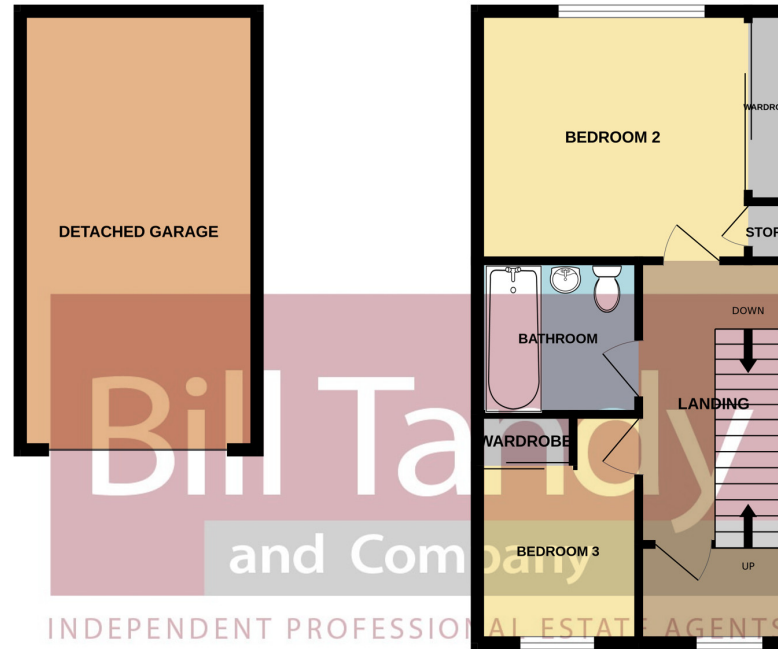 DETACHED GARAGE
BEDROOM 2
WARDRO
STOR
BATHROOM
DOWN
LANDING
WARDROBE
BEDROOM 3
UP
Bill Tandy
and Company
INDEPENDENT PROFESSIONAL ESTATE AGENTS